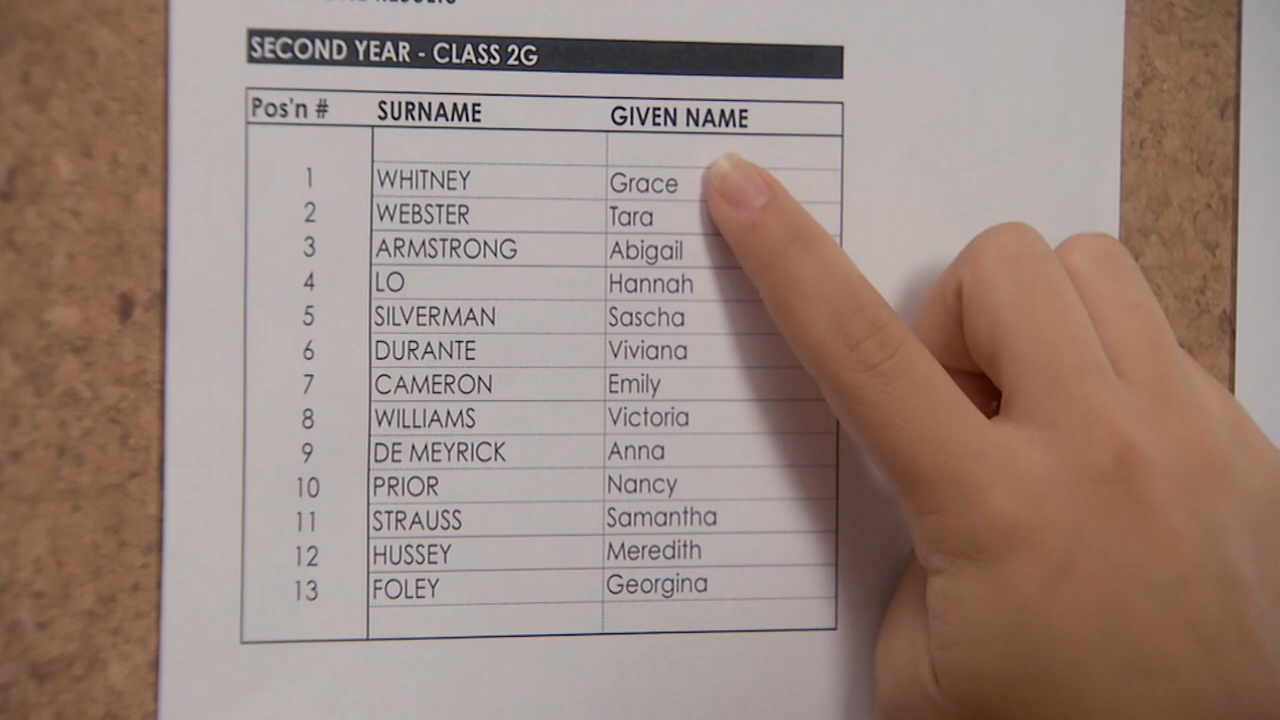 RESULTS
SECOND YEAR - CLASS 2G
Pos'n # SURNAME GIVEN NAME
1 WHITNEY Grace
2 WEBSTER Tara
3 ARMSTRONG Abigail
4 LO Hannah
5 SILVERMAN Sascha
6 DURANTE Viviana
7 CAMERON Emily
8 WILLIAMS Victoria
9 DE MEYRICK Anna
10 PRIOR Nancy
11 STRAUSS Samantha
12 HUSSEY Meredith
13 FOLEY Georgina